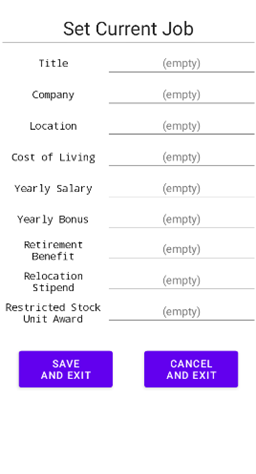 Set Current Job
Title (empty)
Company (empty)
Location (empty)
Cost of Living (empty)
Yearly Salary (empty)
Yearly Bonus (empty)
Retirement
Benefit (empty)
Relocation
Stipend (empty)
Restricted Stock
Unit Award (empty)
SAVE
AND EXIT
CANCEL
AND EXIT